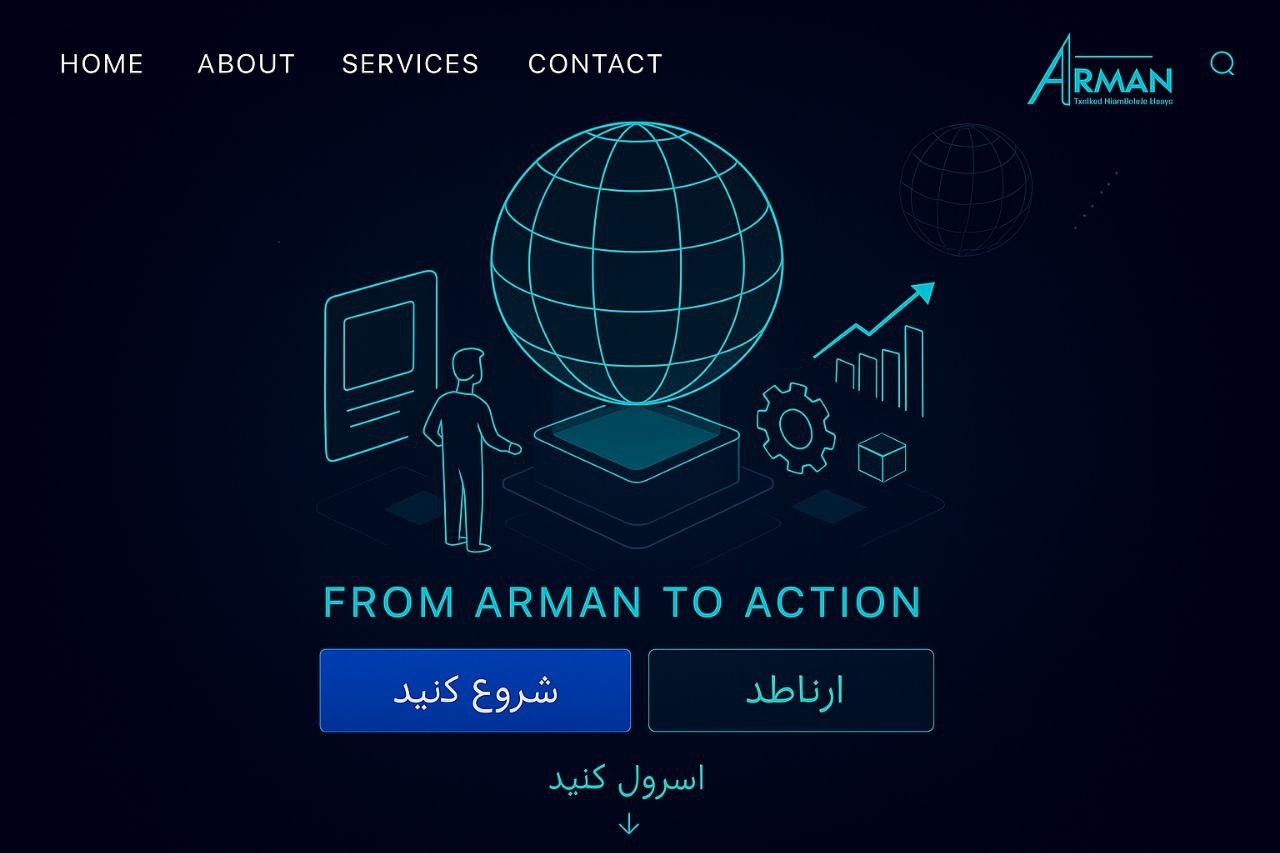 HOME ABOUT SERVICES CONTACT
ARMAN
FROM ARMAN TO ACTION
شروع کنید
ارناطد
اسرول کنید